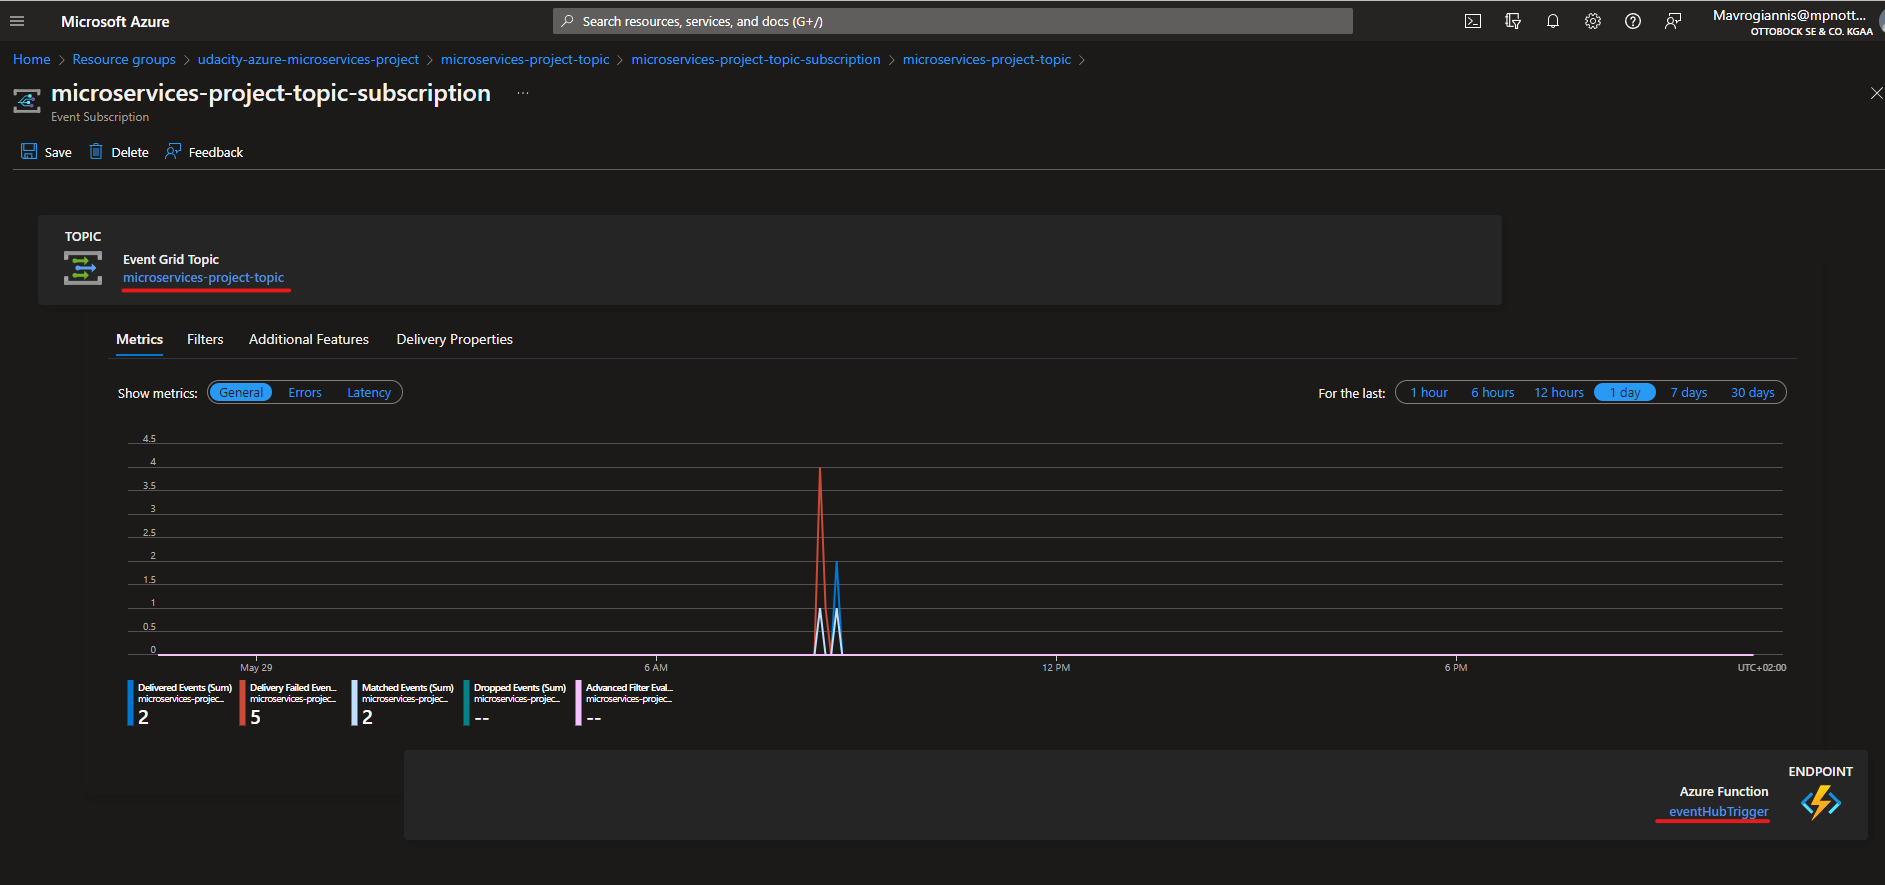 Microsoft Azure
Search resources, services, and docs (G+/)
Mavrogiannis@mpnott...
OTTOBOCK SE & CO. KGAA
Home > Resource groups > udacity-azure-microservices-project > microservices-project-topic > microservices-project-topic-subscription > microservices-project-topic >
microservices-project-topic-subscription ...
Event Subscription
Save Delete Feedback
TOPIC
Event Grid Topic
microservices-project-topic
Metrics Filters Additional Features Delivery Properties
Show metrics: General Errors Latency
For the last: 1 hour 6 hours 12 hours 1 day 7 days 30 days
4.5
4
3.5
3
2.5
2
1.5
1
0.5
0
May 29 6 AM 12 PM 6 PM UTC+02:00
Delivered Events (Sum) Delivery Failed Even... Matched Events (Sum) Dropped Events (Sum) Advanced Filter Eval...
microservices-projec... microservices-projec... microservices-projec... microservices-projec... microservices-projec...
2 5 2 -- --
ENDPOINT
Azure Function
eventHubTrigger